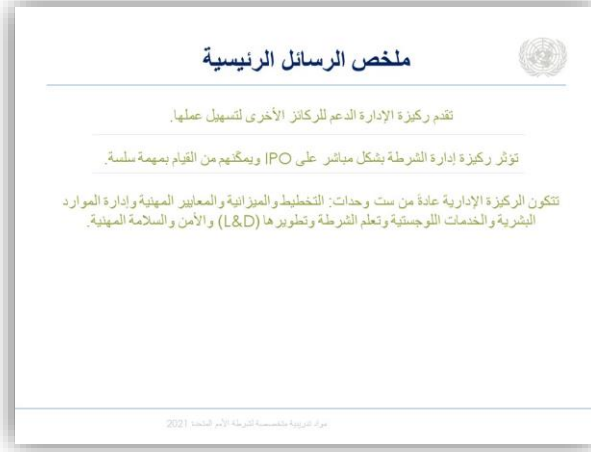 ملخص الرسائل الرئيسية
تقدم ركيزة الإدارة الدعم للركائز الأخرى لتسهيل عملها.
تؤثر ركيزة إدارة الشرطة بشكل مباشر على IPO ويمكّنهم من القيام بمهمة سلسة.
تتكون الركيزة الإدارية عادةً من ست وحدات: التخطيط والميزانية والمعايير المهنية وإدارة الموارد
البشرية والخدمات اللوجستية وتعلم الشرطة وتطويرها (L&D) والأمن والسلامة المهنية.
مواد تدريبية متخصصة لشرطة الأمم المتحدة 2021